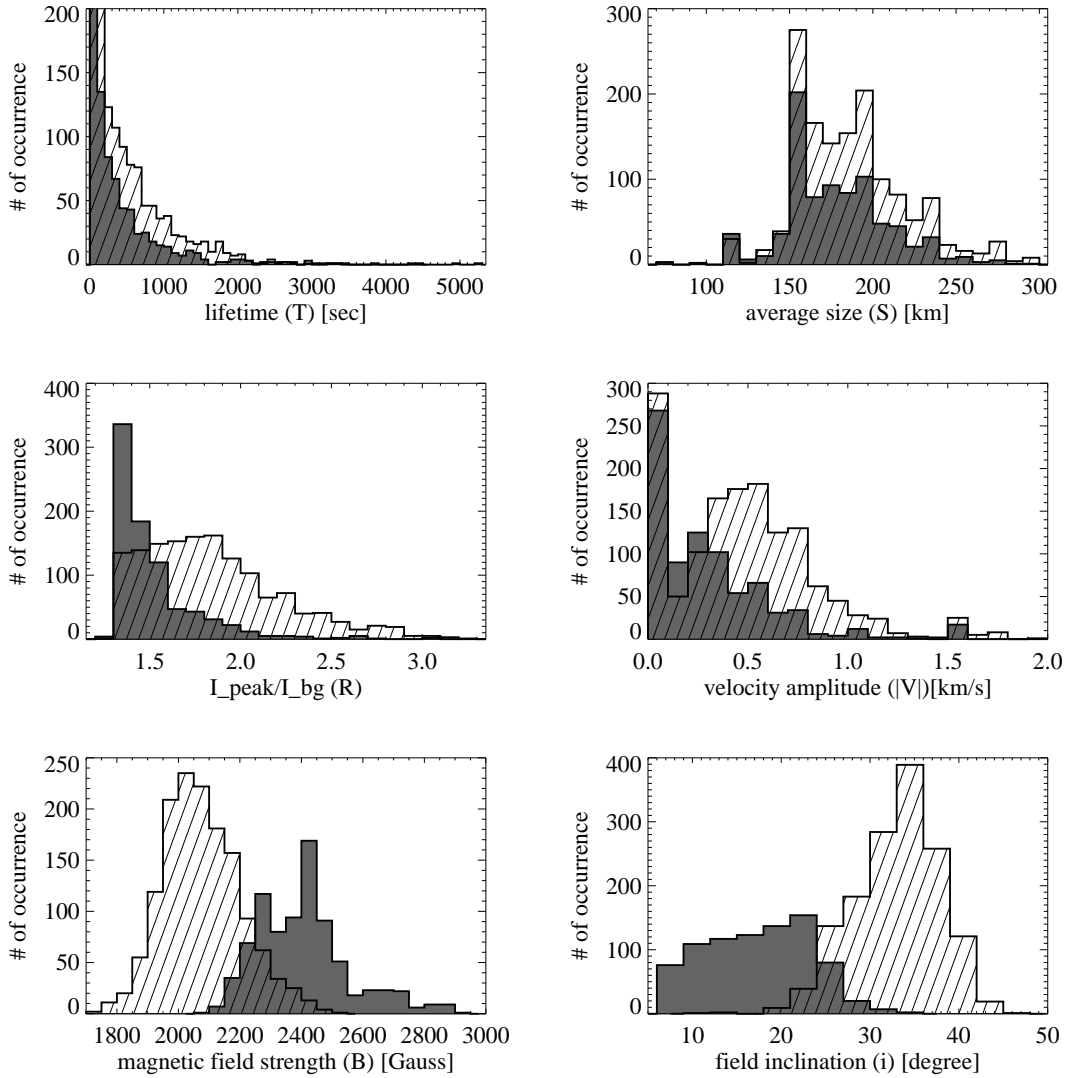 200
150
100
50
0
# of occurrence
0 1000 2000 3000 4000 5000
lifetime (T) [sec]
300
200
100
0
# of occurrence
100 150 200 250 300
average size (S) [km]
400
300
200
100
0
# of occurrence
1.5 2.0 2.5 3.0
I_peak/I_bg (R)
300
250
200
150
100
50
0
# of occurrence
0.0 0.5 1.0 1.5 2.0
velocity amplitude (|V|)[km/s]
250
200
150
100
50
0
# of occurrence
1800 2000 2200 2400 2600 2800 3000
magnetic field strength (B) [Gauss]
400
300
200
100
0
# of occurrence
10 20 30 40 50
field inclination (i) [degree]